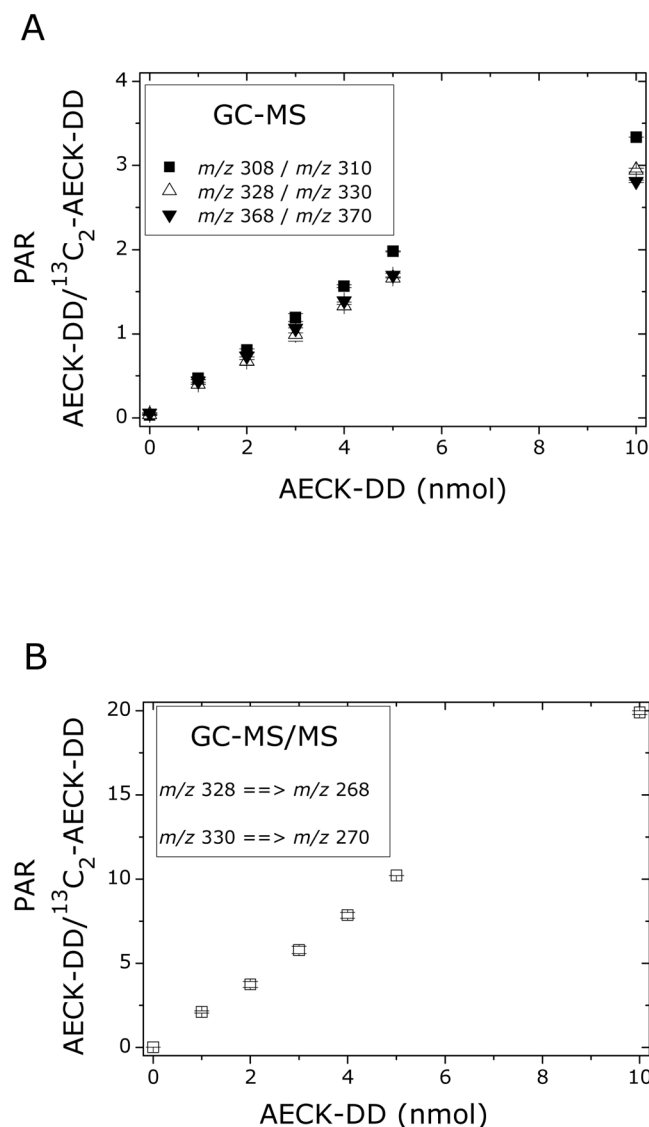 A
PAR
AECK-DD/¹³C₂-AECK-DD
4
3
2
1
0
GC-MS
m/z 308 / m/z 310
m/z 328 / m/z 330
m/z 368 / m/z 370
0 2 4 6 8 10
AECK-DD (nmol)
B
PAR
AECK-DD/¹³C₂-AECK-DD
20
15
10
5
0
GC-MS/MS
m/z 328 ==> m/z 268
m/z 330 ==> m/z 270
0 2 4 6 8 10
AECK-DD (nmol)